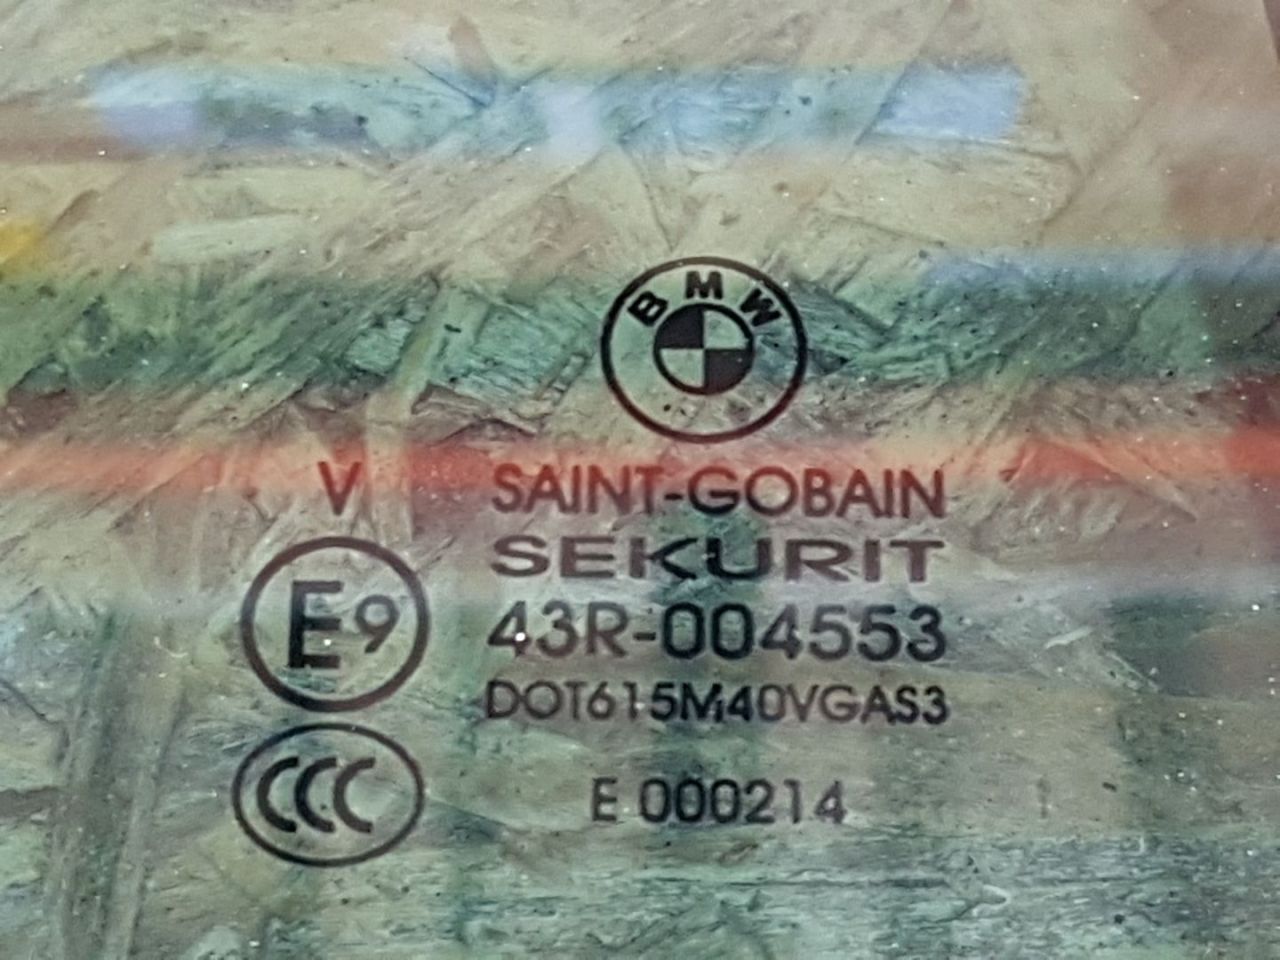 BMW
V SAINT-GOBAIN
SEKURIT
E9 43R-004553
DOT615M40VGAS3
CCC E 000214